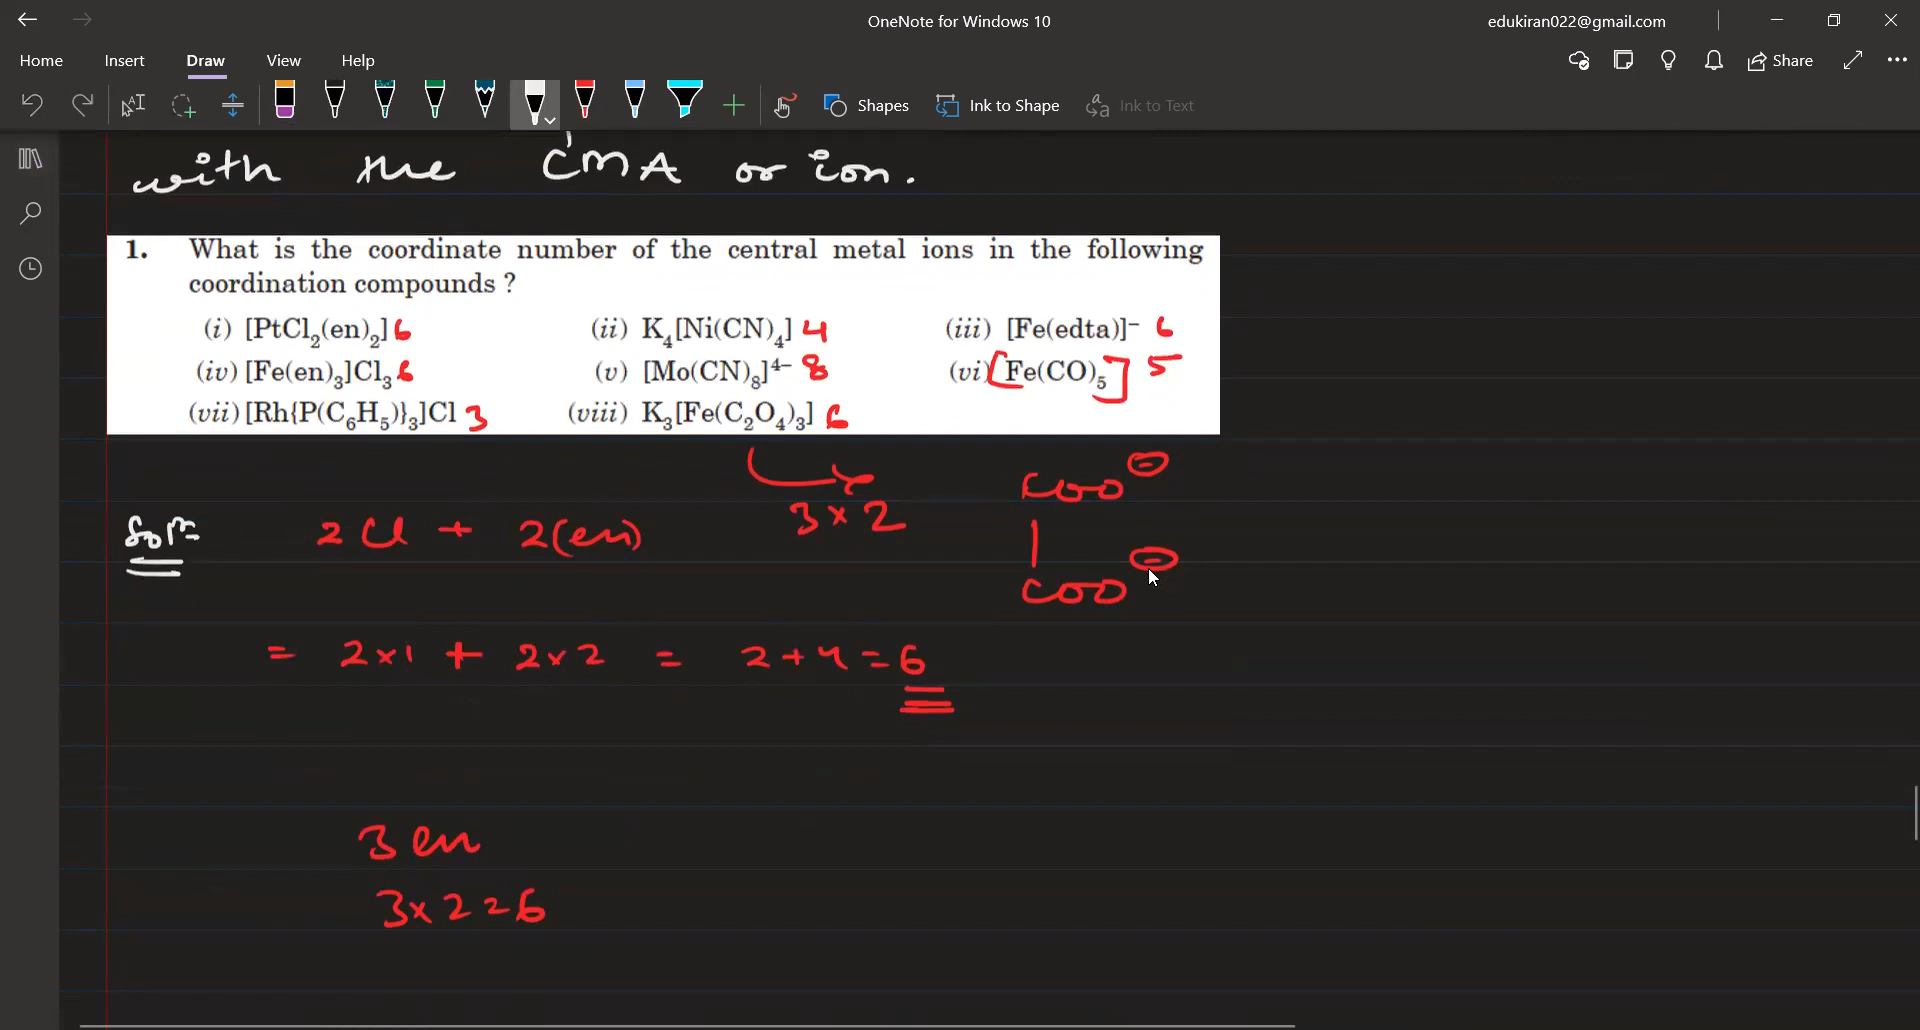 OneNote for Windows 10
edukiran022@gmail.com
Home Insert Draw View Help
Share
Shapes Ink to Shape Ink to Text
with the CMA or ion.
1. What is the coordinate number of the central metal ions in the following
coordination compounds ?
(i) [PtCl₂(en)₂] 6 (ii) K₄[Ni(CN)₄] 4 (iii) [Fe(edta)]⁻ 6
(iv) [Fe(en)₃]Cl₃ 6 (v) [Mo(CN)₈]⁴⁻ 8 (vi) [Fe(CO)₅] 5
(vii) [Rh{P(C₆H₅)}₃]Cl 3 (viii) K₃[Fe(C₂O₄)₃] 6
COO⊖
Solⁿ 2 Cl + 2(en) 3 × 2
|
COO⊖
= 2×1 + 2×2 = 2+4=6
3 en
3×2=6